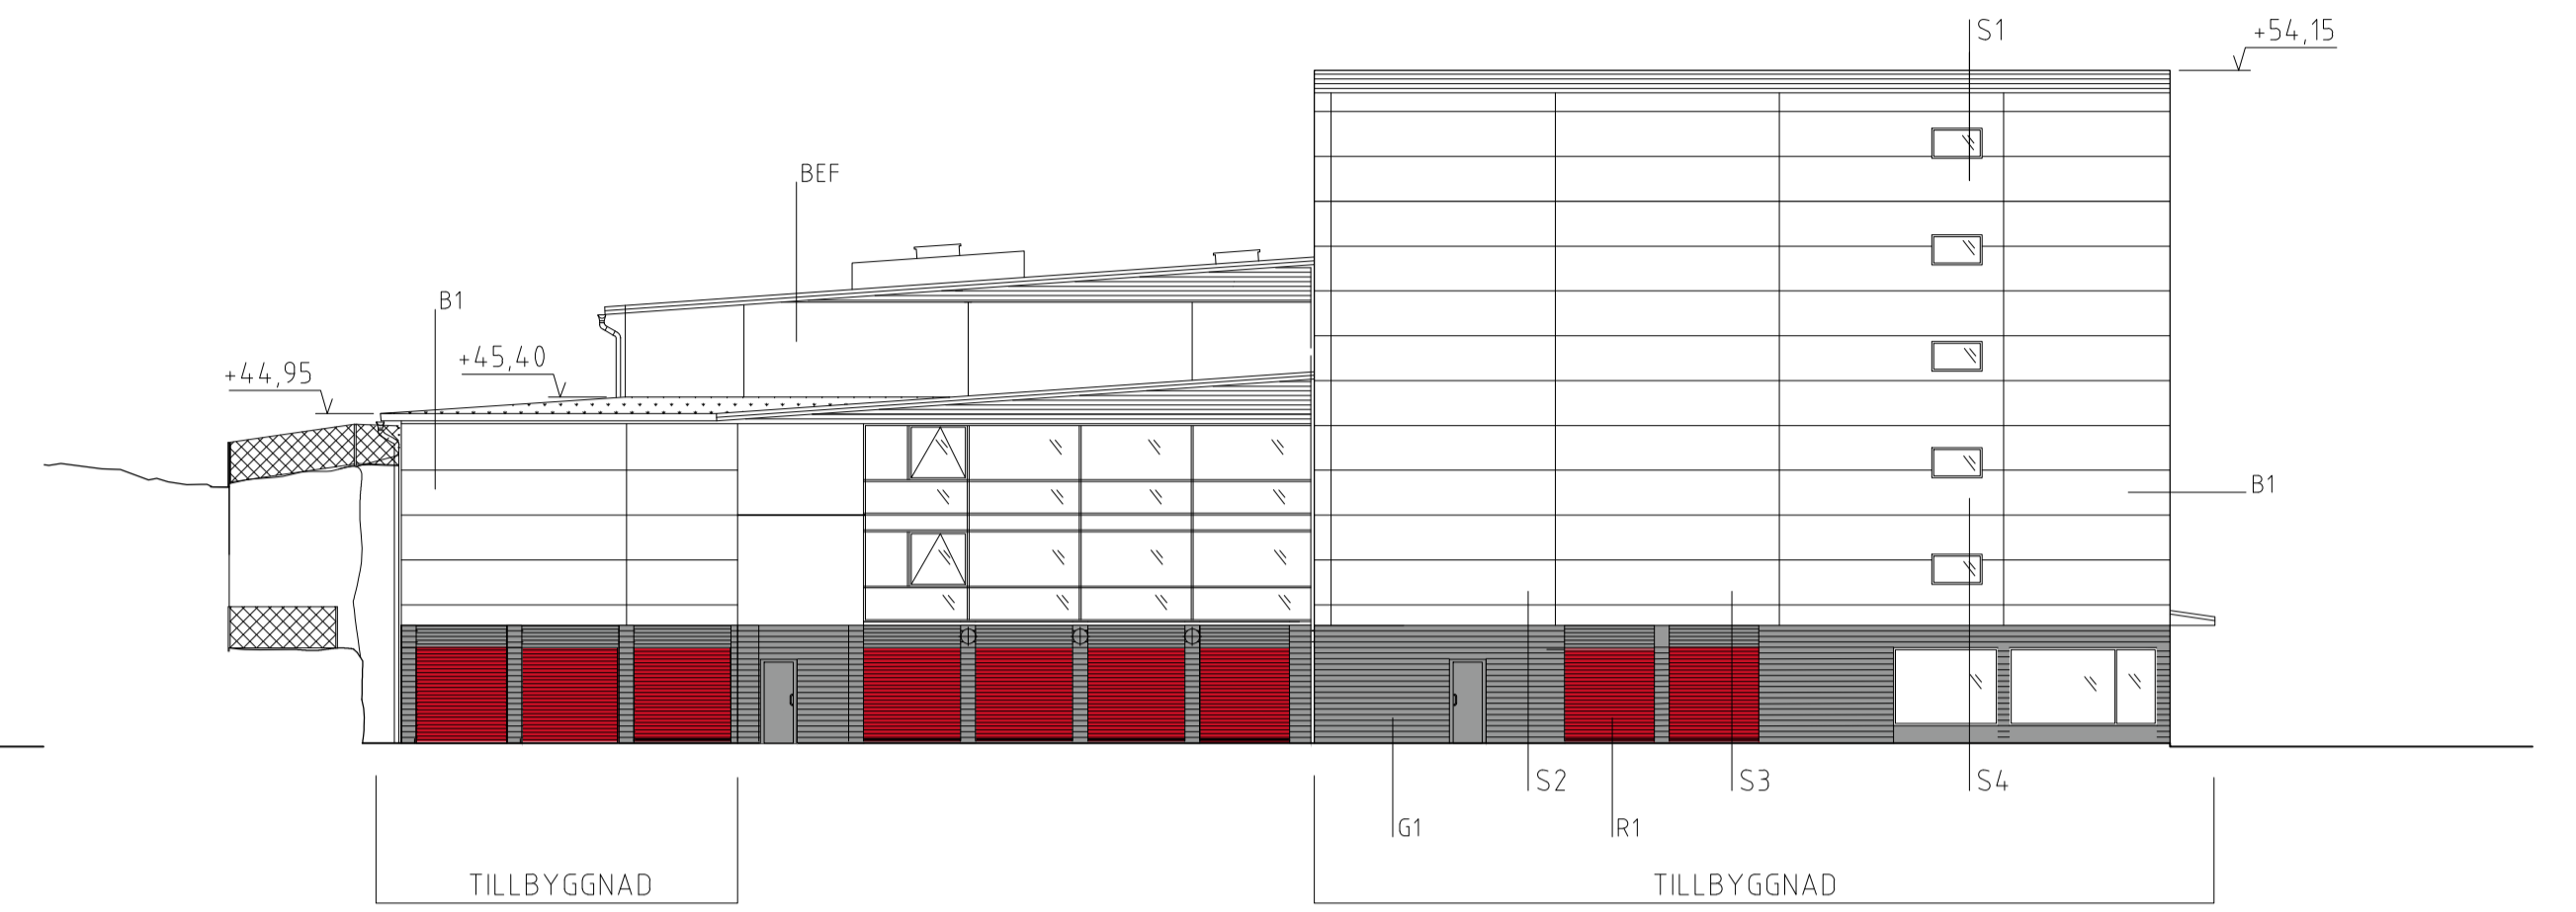 S1
+54,15
BEF
B1
+45,40
+44,95
B1
S2
S3
S4
G1
R1
TILLBYGGNAD
TILLBYGGNAD